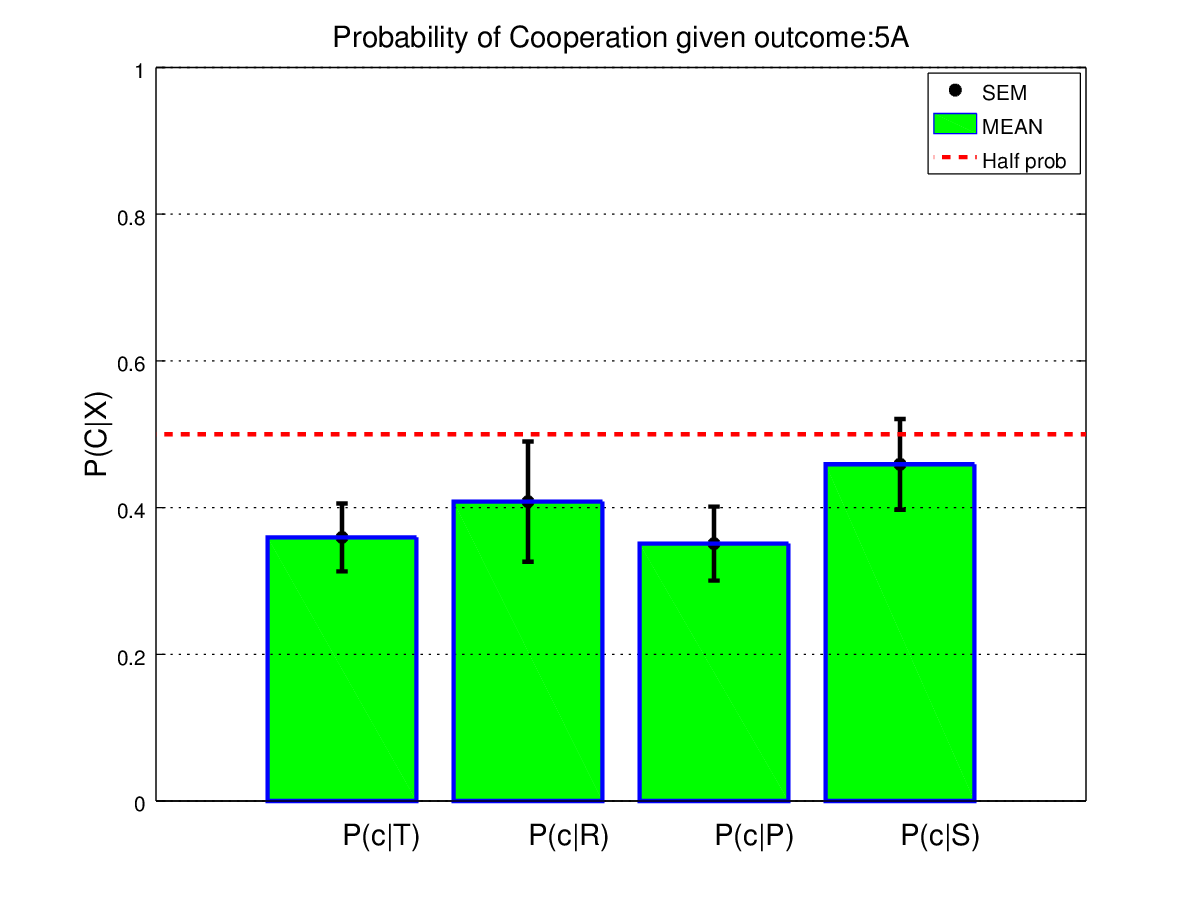 Probability of Cooperation given outcome:5A
1
0.8
0.6
0.4
0.2
0
P(C|X)
SEM
MEAN
Half prob
P(c|T)
P(c|R)
P(c|P)
P(c|S)